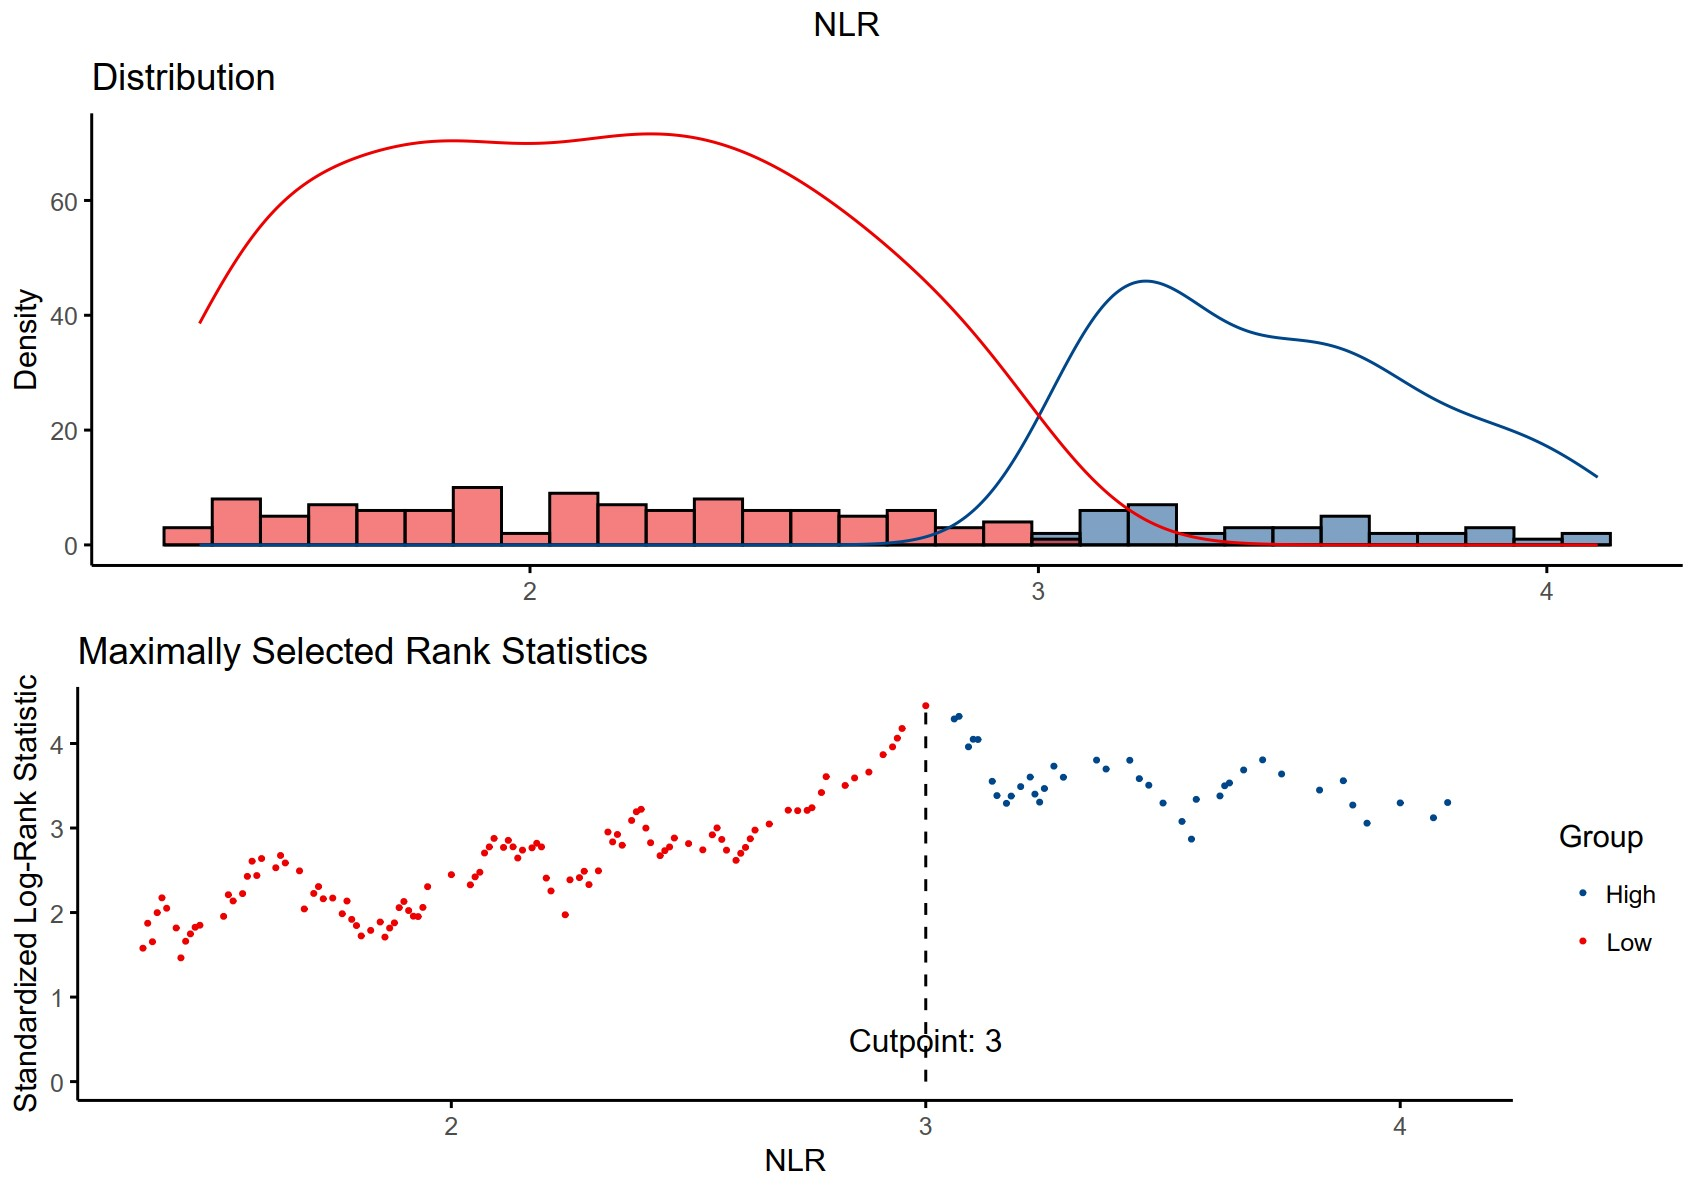 NLR
Distribution
Density
60
40
20
0
2
3
4
Maximally Selected Rank Statistics
Standardized Log-Rank Statistic
4
3
2
1
0
Cutpoint: 3
2
3
4
NLR
Group
High
Low